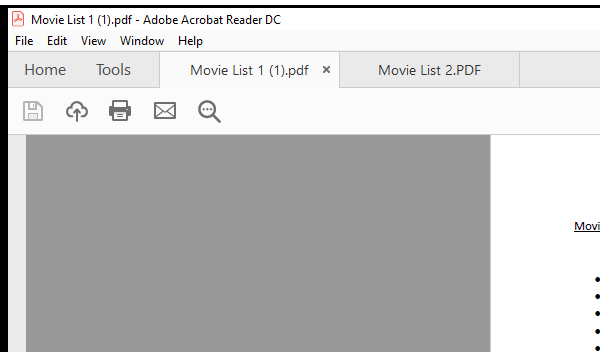 Movie List 1 (1).pdf - Adobe Acrobat Reader DC
File Edit View Window Help
Home Tools Movie List 1 (1).pdf × Movie List 2.PDF
Movi